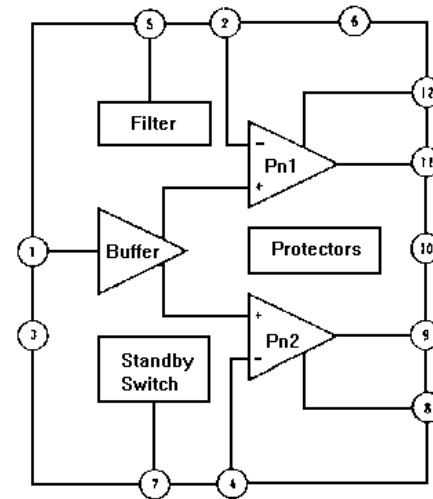 5 2 6
12
Filter
−
Pn1
11
+
1
Buffer
Protectors
10
3
+
Pn2
9
−
Standby
Switch
8
7 4